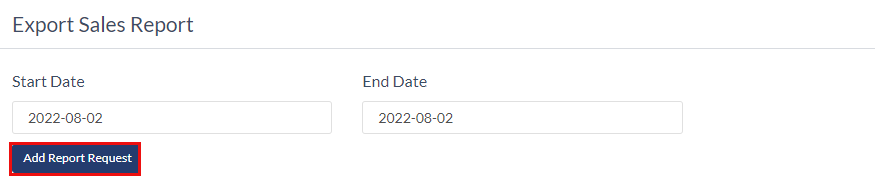 Export Sales Report
Start Date
End Date
2022-08-02
2022-08-02
Add Report Request